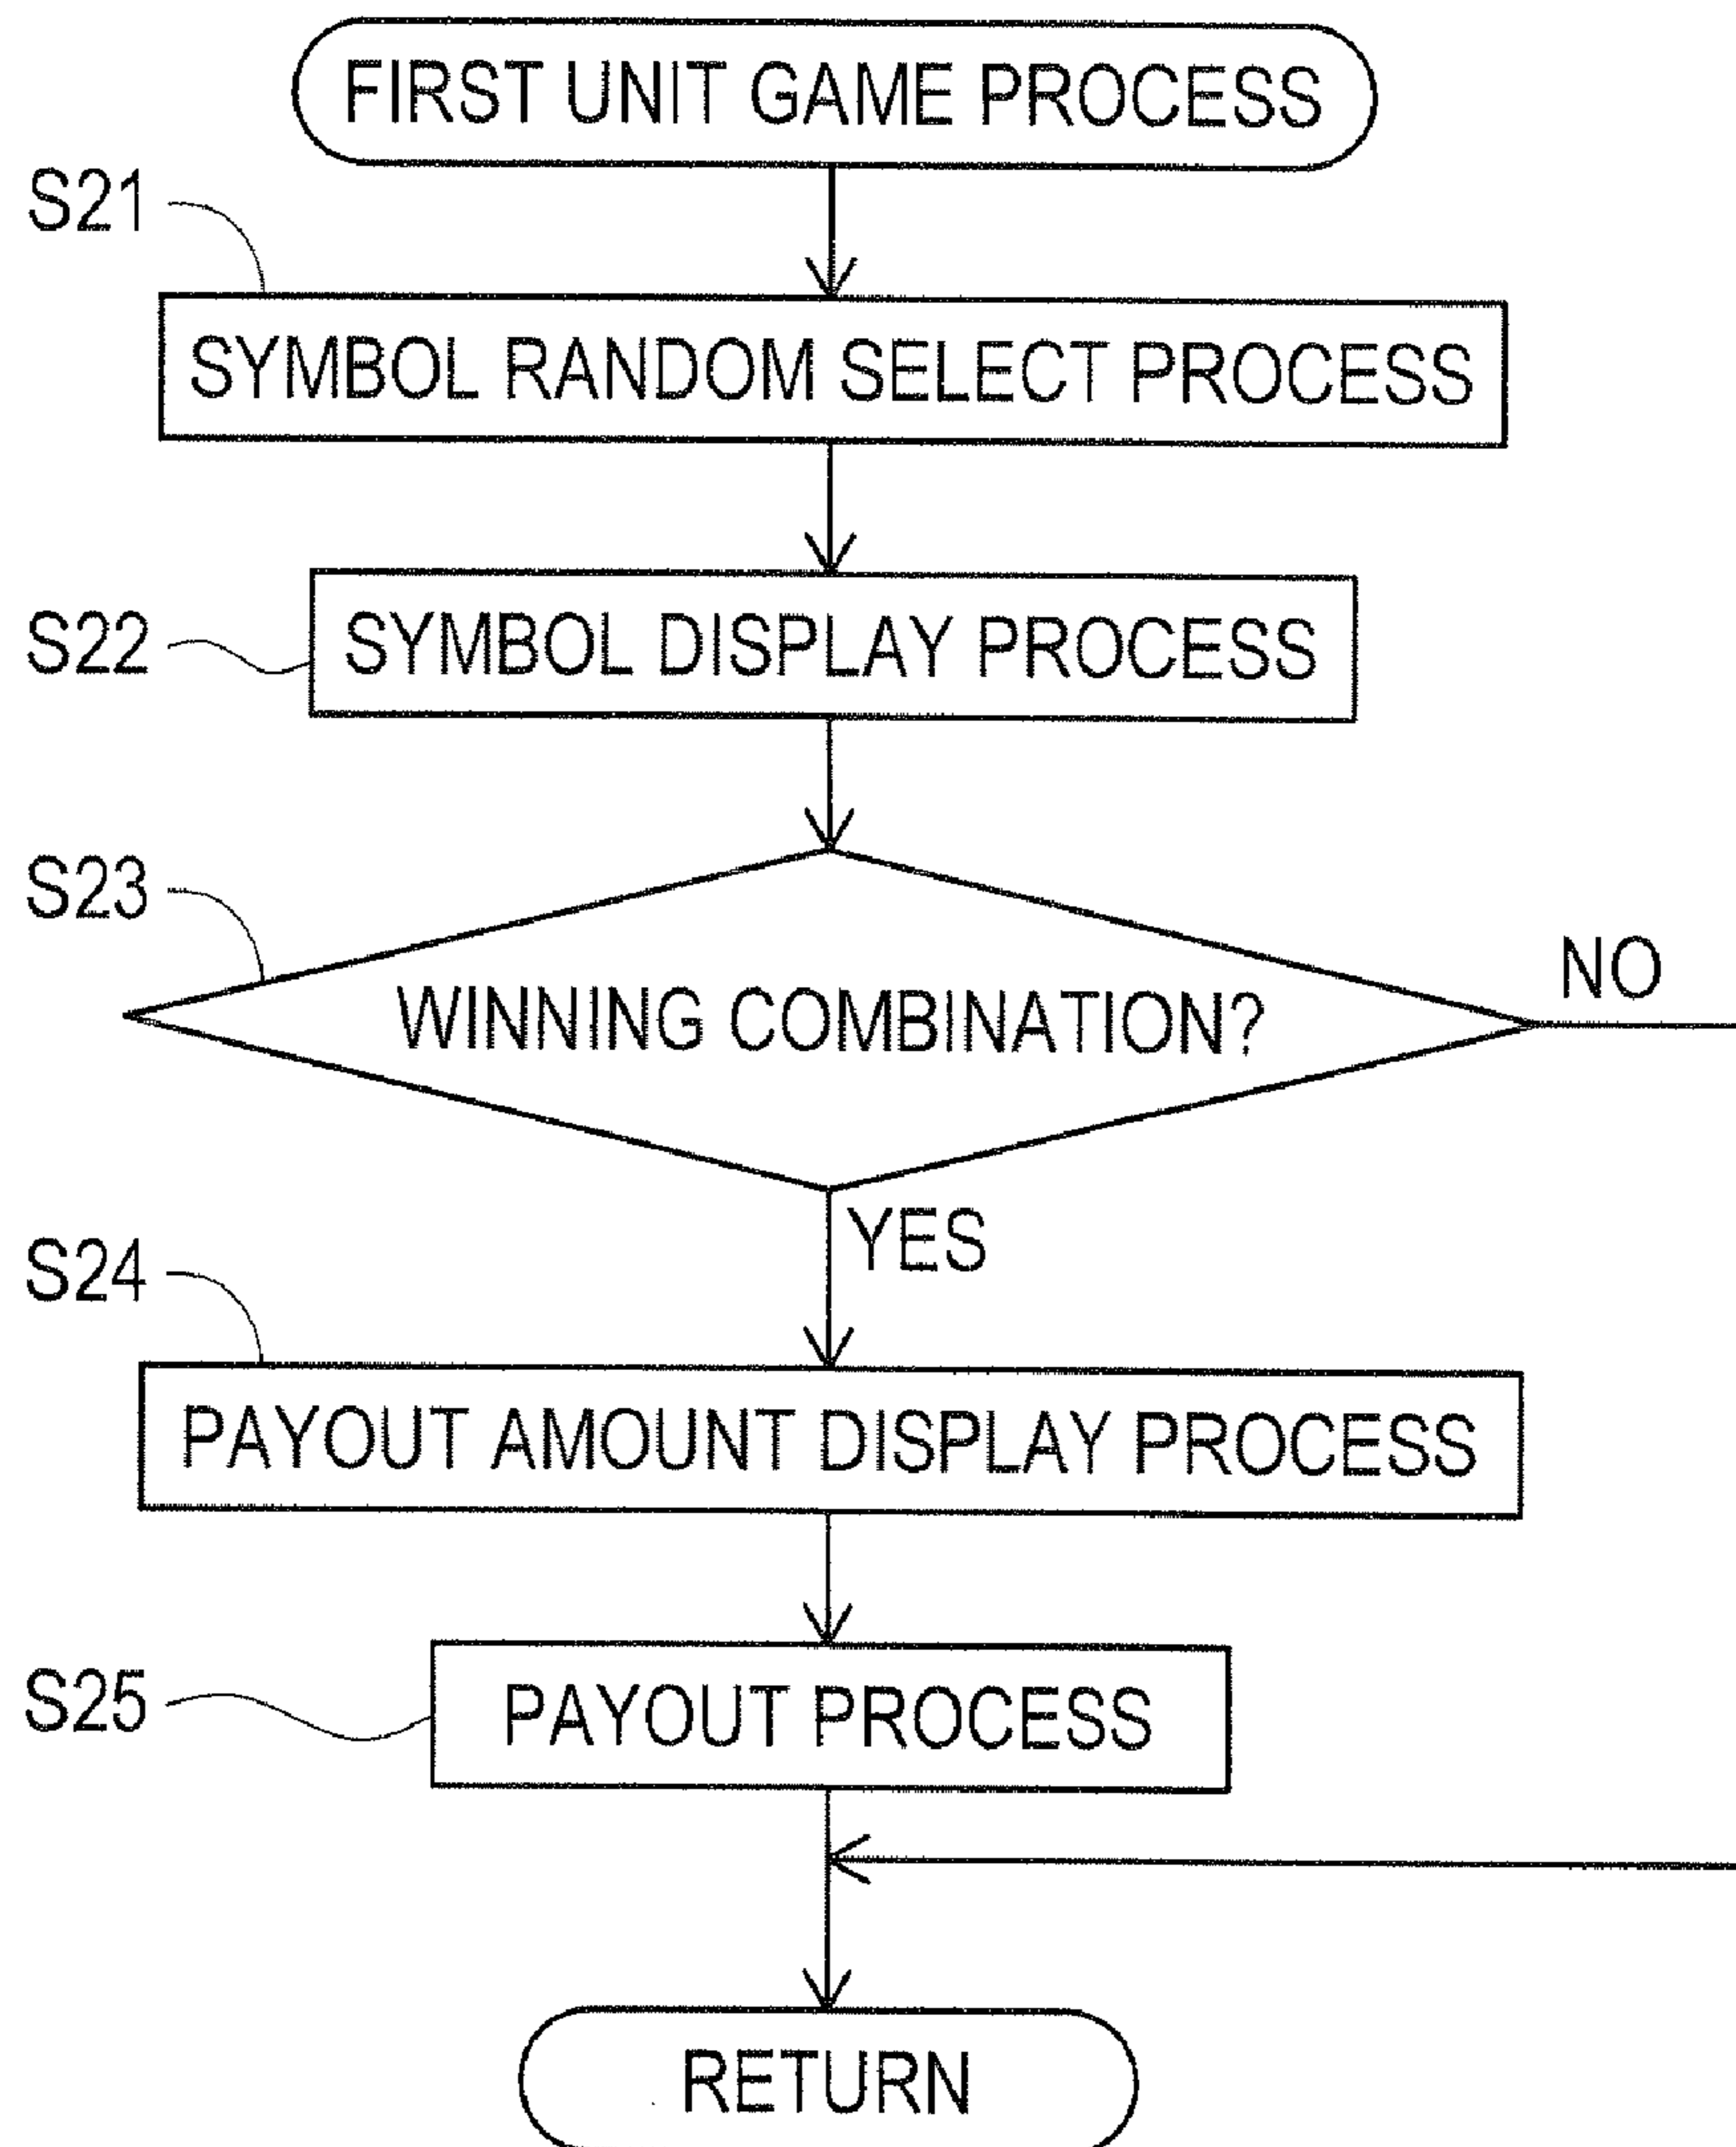 FIRST UNIT GAME PROCESS
S21
SYMBOL RANDOM SELECT PROCESS
S22
SYMBOL DISPLAY PROCESS
S23
WINNING COMBINATION?
NO
YES
S24
PAYOUT AMOUNT DISPLAY PROCESS
S25
PAYOUT PROCESS
RETURN